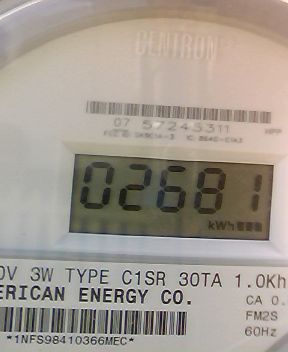 CENTRON
07 57245311
02681
kWh
0V 3W TYPE C1SR 30TA 1.0Kh
ERICAN ENERGY CO.
CA 0.
FM2S
60Hz
*1NFS98410366MEC*